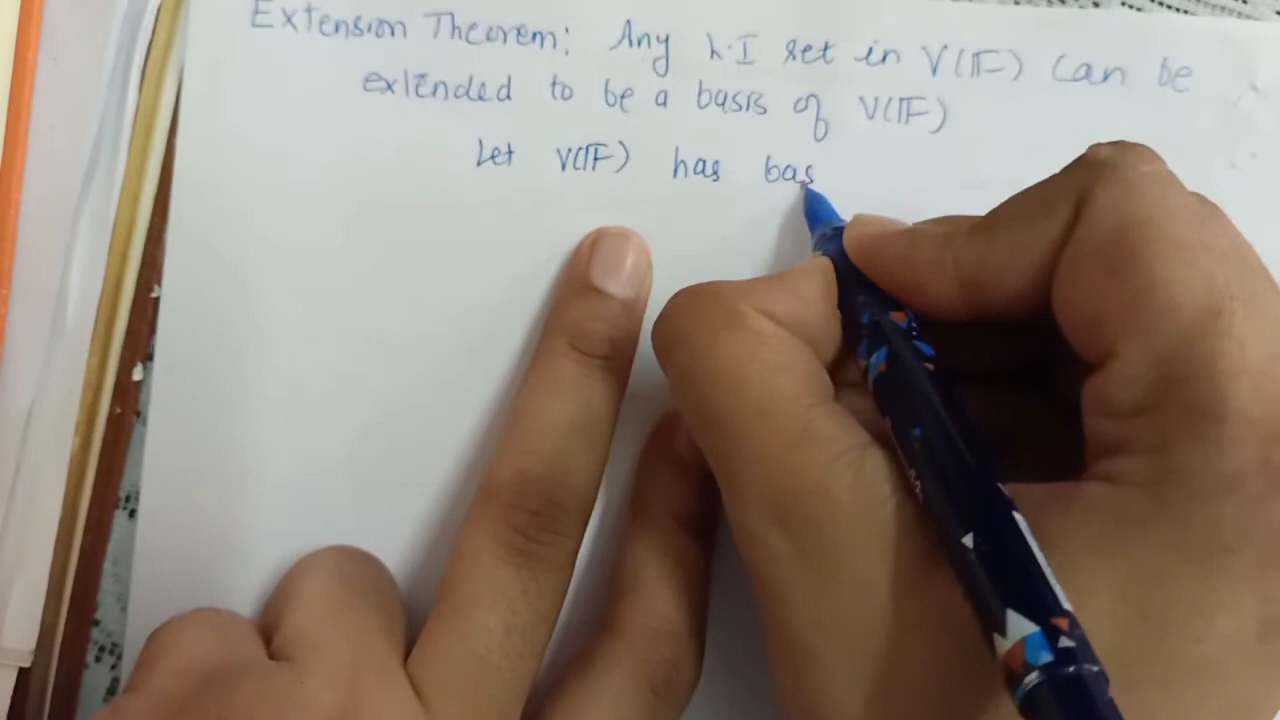 Extension Theorem: Any L.I set in V(F) can be
extended to be a basis of V(F)
Let V(F) has bas